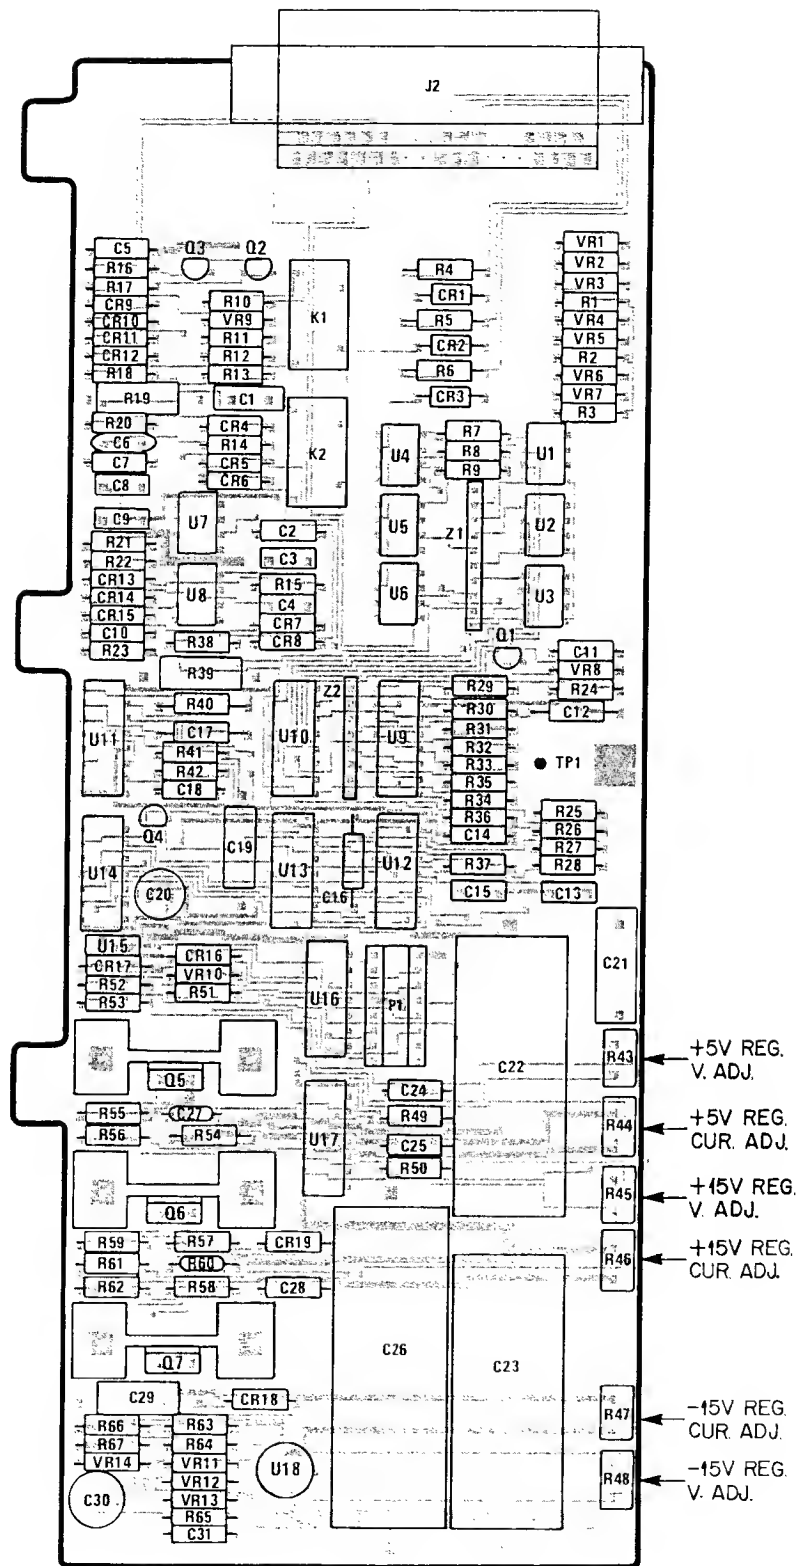 J2
C5
R16
R17
CR9
CR10
CR11
CR12
R18
R19
R20
C6
C7
C8
C9
R21
R22
CR13
CR14
CR15
C10
R23
Q3
Q2
R10
VR9
R11
R12
R13
C1
CR4
R14
CR5
CR6
K1
K2
U7
U8
C2
C3
R15
C4
CR7
CR8
R38
R39
R40
R4
CR1
R5
CR2
R6
CR3
VR1
VR2
VR3
R1
VR4
VR5
R2
VR6
VR7
R3
R7
R8
R9
U4
U5
U6
Z1
U1
U2
U3
Q1
C11
VR8
R24
C12
U11
C17
R41
R42
C18
U10
Z2
U9
R29
R30
R31
R32
R33
R35
R34
R36
C14
R37
C15
TP1
R25
R26
R27
R28
C13
Q4
U14
C20
C19
U13
C16
U12
U15
CR17
R52
R53
CR16
VR10
R51
U16
P1
C22
C21
R43
+5V REG.
V. ADJ.
R44
+5V REG.
CUR. ADJ.
R45
+15V REG.
V. ADJ.
R46
+15V REG.
CUR. ADJ.
Q5
R55
R56
C27
R54
U17
C24
R49
C25
R50
Q6
R59
R61
R62
R57
R60
R58
CR19
C28
Q7
C29
CR18
C26
C23
R66
R67
VR14
C30
R63
R64
VR11
VR12
VR13
R65
C31
U18
R47
-15V REG.
CUR. ADJ.
R48
-15V REG.
V. ADJ.